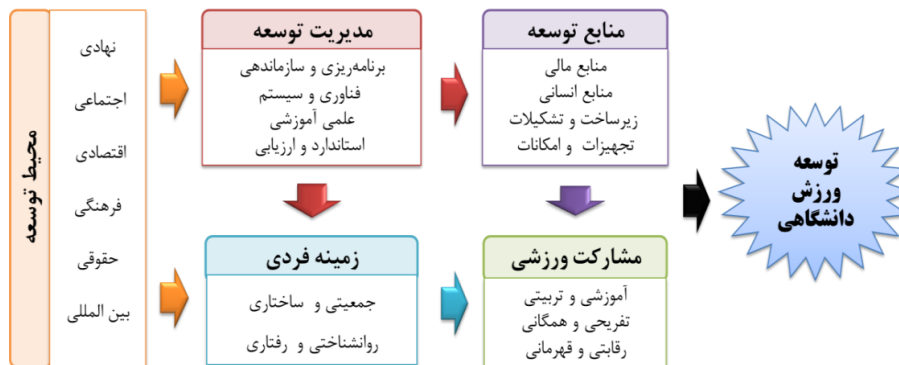 محیط توسعه
نهادی
اجتماعی
اقتصادی
فرهنگی
حقوقی
بین المللی
مدیریت توسعه
برنامه‌ریزی و سازماندهی
فناوری و سیستم
علمی آموزشی
استاندارد و ارزیابی
منابع توسعه
منابع مالی
منابع انسانی
زیرساخت و تشکیلات
تجهیزات و امکانات
زمینه فردی
جمعیتی و ساختاری
روانشناختی و رفتاری
مشارکت ورزشی
آموزشی و تربیتی
تفریحی و همگانی
رقابتی و قهرمانی
توسعه
ورزش
دانشگاهی